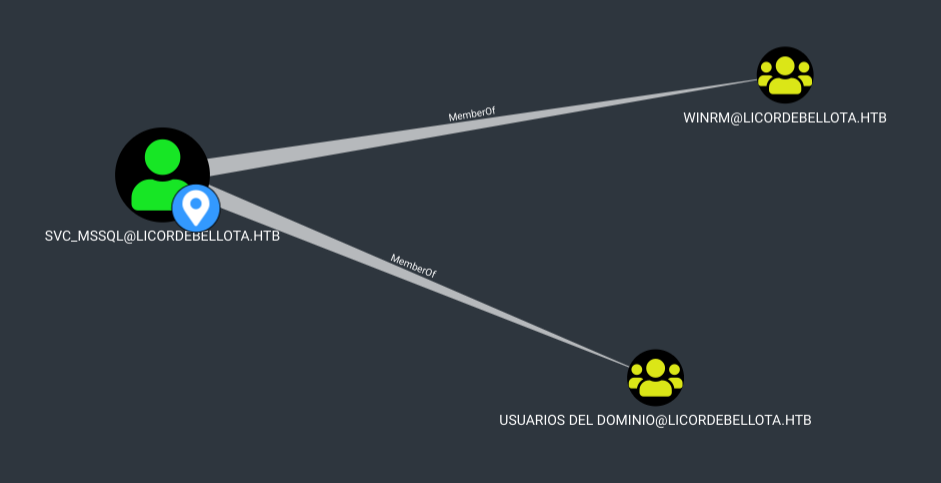 MemberOf
WINRM@LICORDEBELLOTA.HTB
SVC_MSSQL@LICORDEBELLOTA.HTB
MemberOf
USUARIOS DEL DOMINIO@LICORDEBELLOTA.HTB